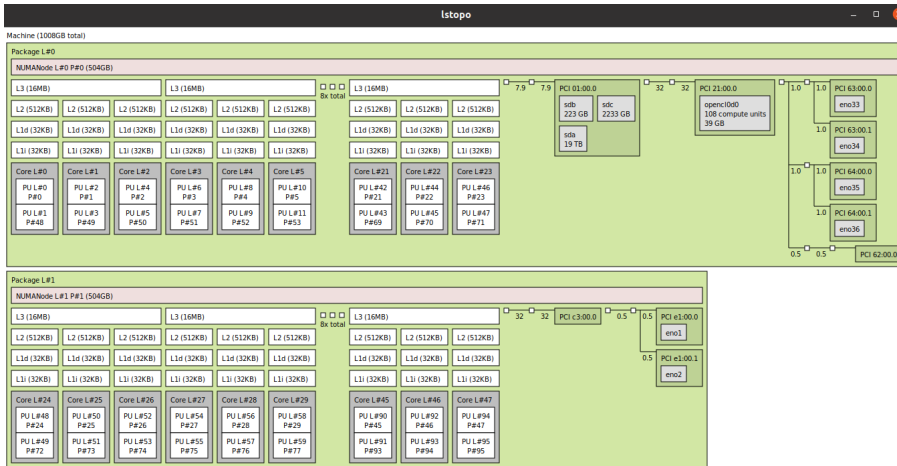 lstopo
Machine (1008GB total)
Package L#0
NUMANode L#0 P#0 (504GB)
L3 (16MB) L3 (16MB) 8x total L3 (16MB)
L2 (512KB) L2 (512KB) L2 (512KB) L2 (512KB) L2 (512KB) L2 (512KB) L2 (512KB) L2 (512KB) L2 (512KB)
L1d (32KB) L1d (32KB) L1d (32KB) L1d (32KB) L1d (32KB) L1d (32KB) L1d (32KB) L1d (32KB) L1d (32KB)
L1i (32KB) L1i (32KB) L1i (32KB) L1i (32KB) L1i (32KB) L1i (32KB) L1i (32KB) L1i (32KB) L1i (32KB)
Core L#0 Core L#1 Core L#2 Core L#3 Core L#4 Core L#5 Core L#21 Core L#22 Core L#23
PU L#0 PU L#2 PU L#4 PU L#6 PU L#8 PU L#10 PU L#42 PU L#44 PU L#46
P#0 P#1 P#2 P#3 P#4 P#5 P#21 P#22 P#23
PU L#1 PU L#3 PU L#5 PU L#7 PU L#9 PU L#11 PU L#43 PU L#45 PU L#47
P#48 P#49 P#50 P#51 P#52 P#53 P#69 P#70 P#71
7.9 7.9 PCI 01:00.0
sdb sdc
223 GB 2233 GB
sda
19 TB
32 32 PCI 21:00.0
opencl0d0
108 compute units
39 GB
1.0 1.0 PCI 63:00.0
eno33
1.0 PCI 63:00.1
eno34
1.0 1.0 PCI 64:00.0
eno35
1.0 PCI 64:00.1
eno36
0.5 0.5 PCI 62:00.0
Package L#1
NUMANode L#1 P#1 (504GB)
L3 (16MB) L3 (16MB) 8x total L3 (16MB)
L2 (512KB) L2 (512KB) L2 (512KB) L2 (512KB) L2 (512KB) L2 (512KB) L2 (512KB) L2 (512KB) L2 (512KB)
L1d (32KB) L1d (32KB) L1d (32KB) L1d (32KB) L1d (32KB) L1d (32KB) L1d (32KB) L1d (32KB) L1d (32KB)
L1i (32KB) L1i (32KB) L1i (32KB) L1i (32KB) L1i (32KB) L1i (32KB) L1i (32KB) L1i (32KB) L1i (32KB)
Core L#24 Core L#25 Core L#26 Core L#27 Core L#28 Core L#29 Core L#45 Core L#46 Core L#47
PU L#48 PU L#50 PU L#52 PU L#54 PU L#56 PU L#58 PU L#90 PU L#92 PU L#94
P#24 P#25 P#26 P#27 P#28 P#29 P#45 P#46 P#47
PU L#49 PU L#51 PU L#53 PU L#55 PU L#57 PU L#59 PU L#91 PU L#93 PU L#95
P#72 P#73 P#74 P#75 P#76 P#77 P#93 P#94 P#95
32 32 PCI c3:00.0
0.5 0.5 PCI e1:00.0
eno1
0.5 PCI e1:00.1
eno2